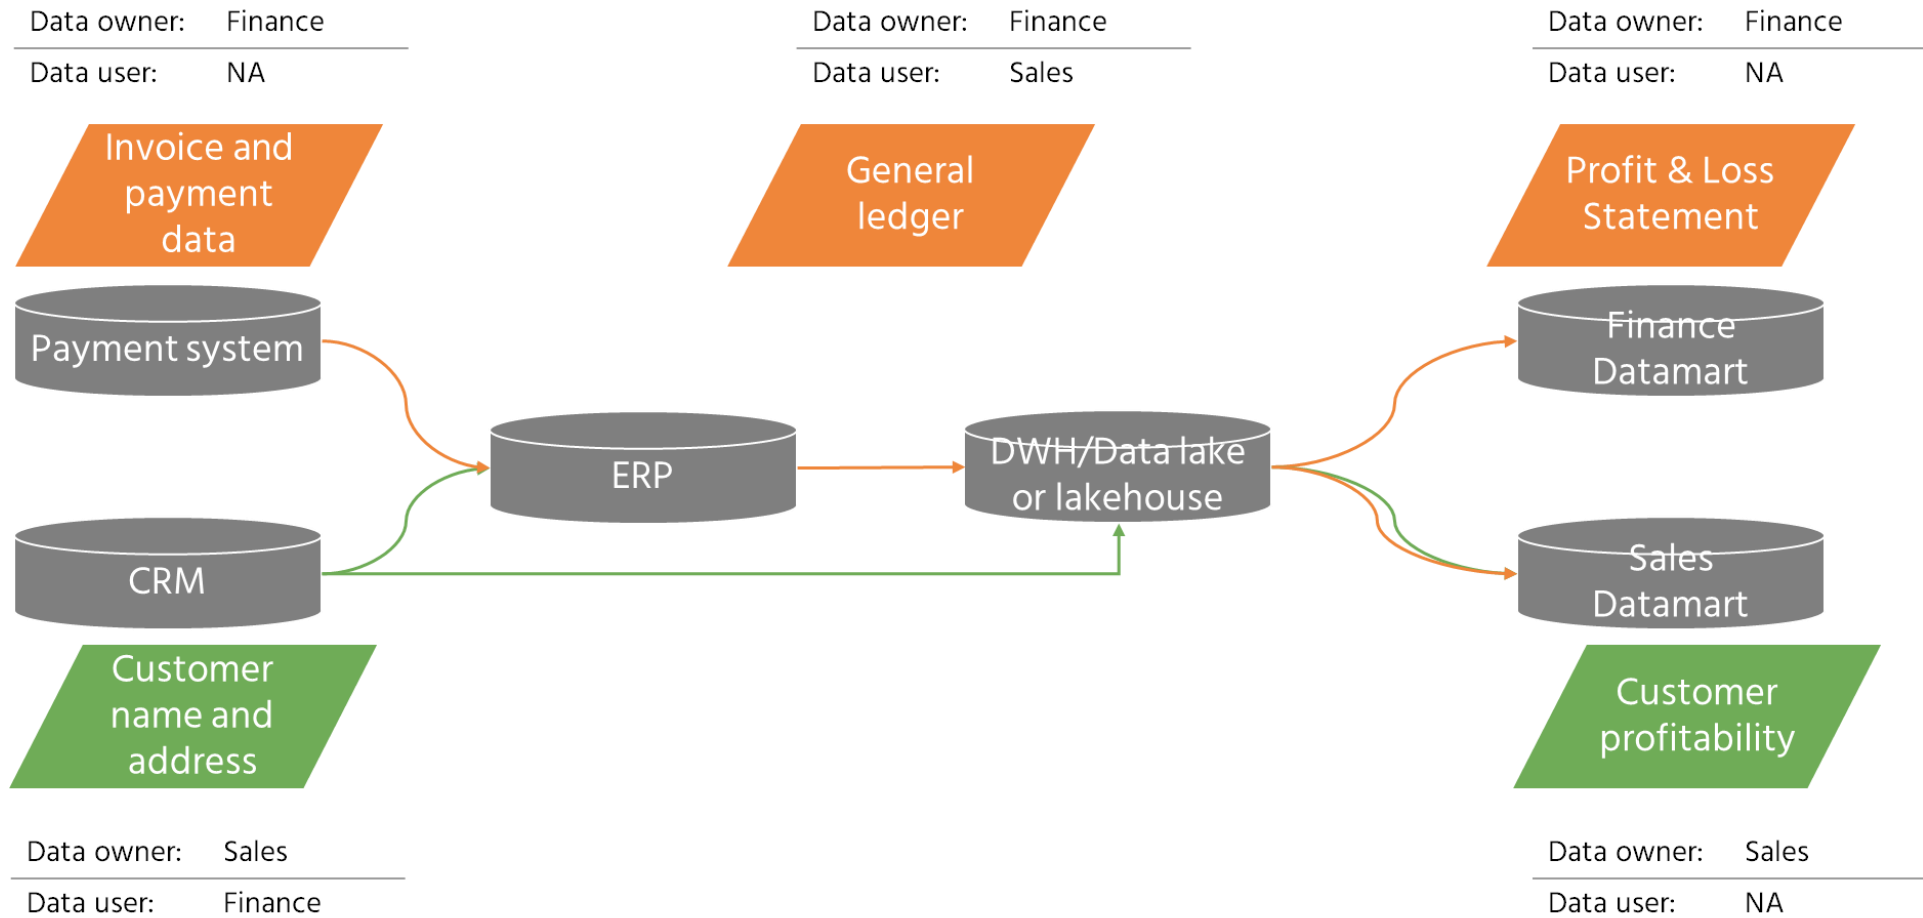 Data owner: Finance
Data user: NA
Data owner: Finance
Data user: Sales
Data owner: Finance
Data user: NA
Invoice and
payment
data
General
ledger
Profit & Loss
Statement
Payment system
Finance
Datamart
ERP
DWH/Data lake
or lakehouse
CRM
Sales
Datamart
Customer
name and
address
Customer
profitability
Data owner: Sales
Data user: Finance
Data owner: Sales
Data user: NA